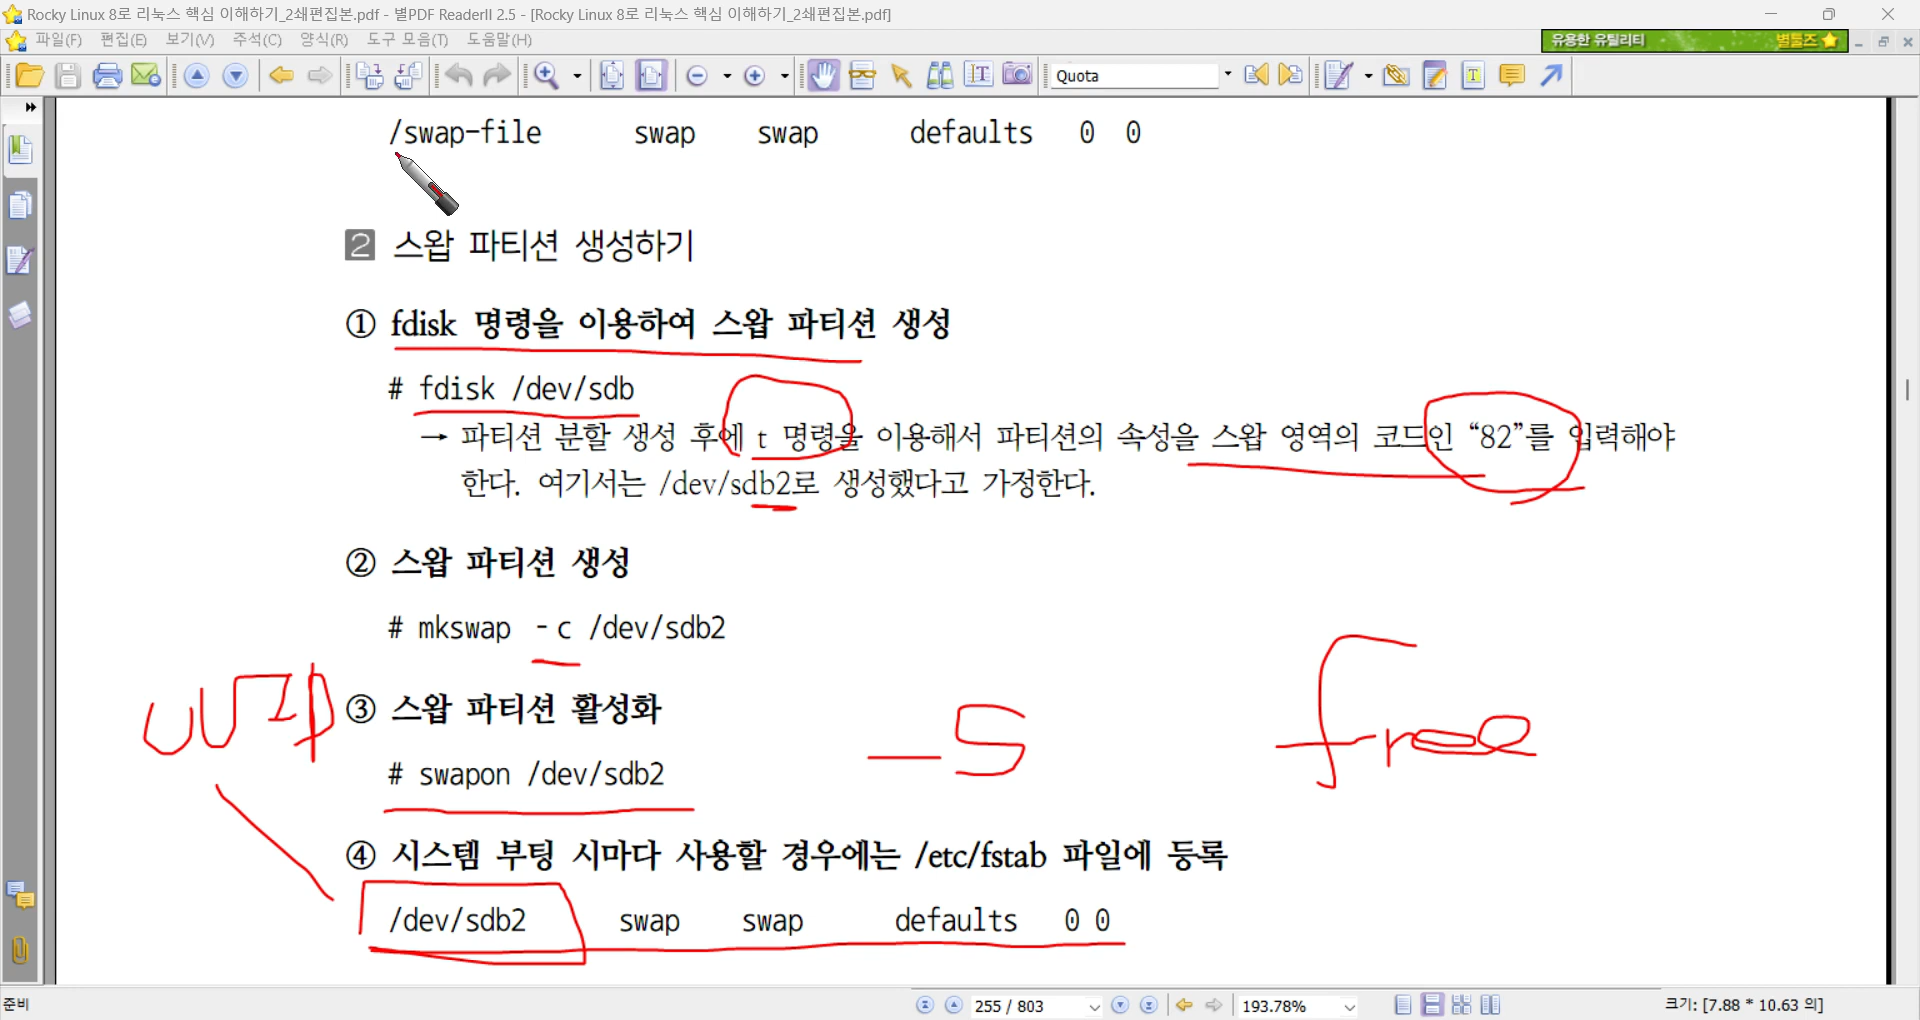 Rocky Linux 8로 리눅스 핵심 이해하기_2쇄편집본.pdf - 별PDF ReaderII 2.5 - [Rocky Linux 8로 리눅스 핵심 이해하기_2쇄편집본.pdf]
파일(F) 편집(E) 보기(V) 주석(C) 양식(R) 도구 모음(T) 도움말(H)
유용한 유틸리티 별툴즈
Quota
/swap-file swap swap defaults 0 0
2 스왑 파티션 생성하기
① fdisk 명령을 이용하여 스왑 파티션 생성
# fdisk /dev/sdb
→ 파티션 분할 생성 후에 t 명령을 이용해서 파티션의 속성을 스왑 영역의 코드인 “82”를 입력해야
한다. 여기서는 /dev/sdb2로 생성했다고 가정한다.
② 스왑 파티션 생성
# mkswap -c /dev/sdb2
UUID
③ 스왑 파티션 활성화
-s
free
# swapon /dev/sdb2
④ 시스템 부팅 시마다 사용할 경우에는 /etc/fstab 파일에 등록
/dev/sdb2 swap swap defaults 0 0
준비
255 / 803
193.78%
크기: [7.88 * 10.63 의]